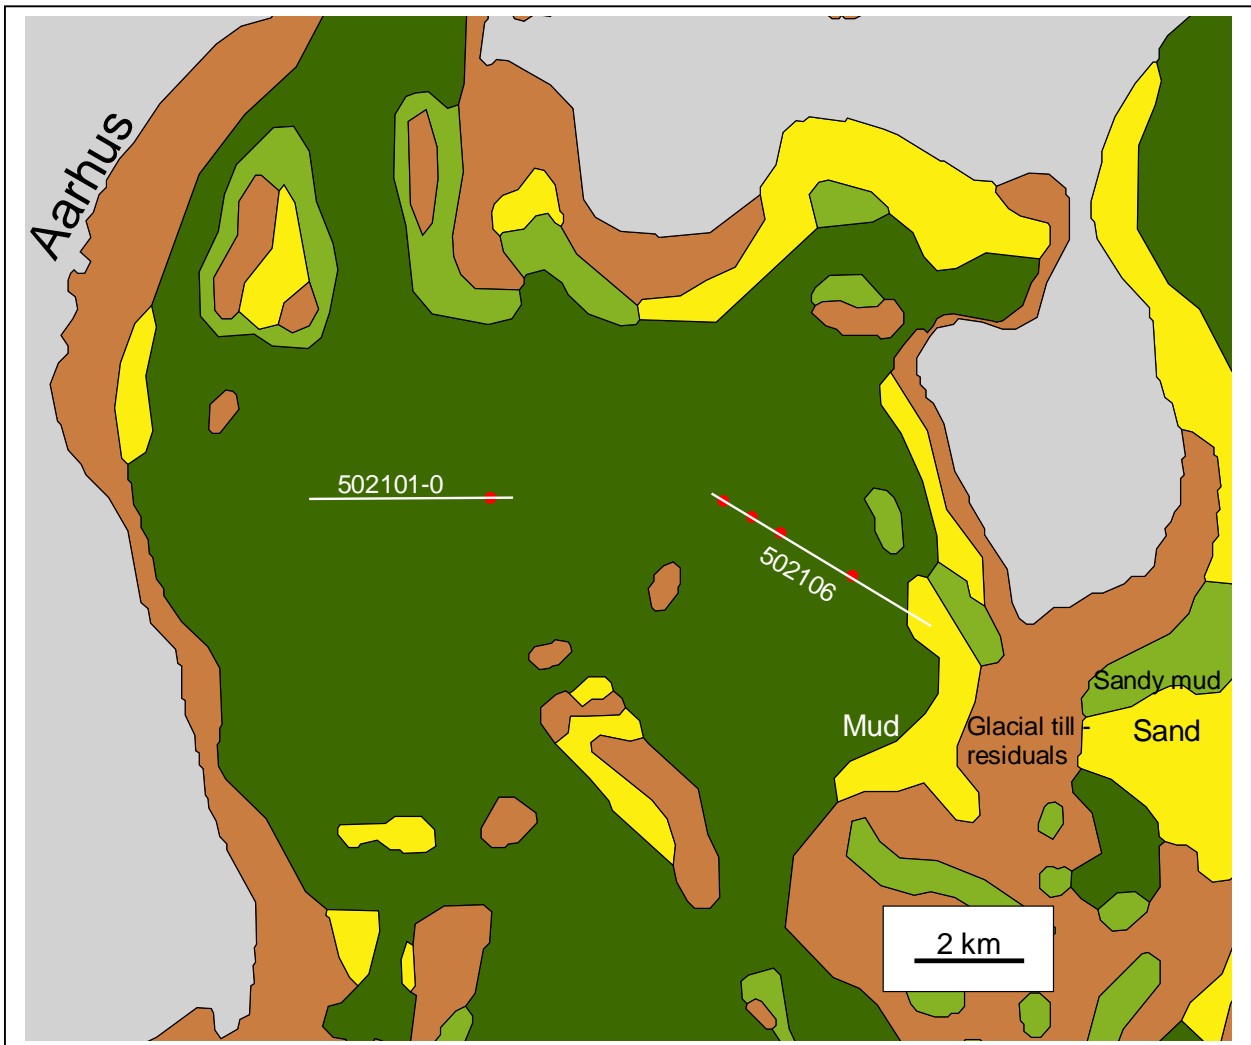 Aarhus
502101-0
502106
Sandy mud
Mud
Glacial till -
residuals
Sand
2 km